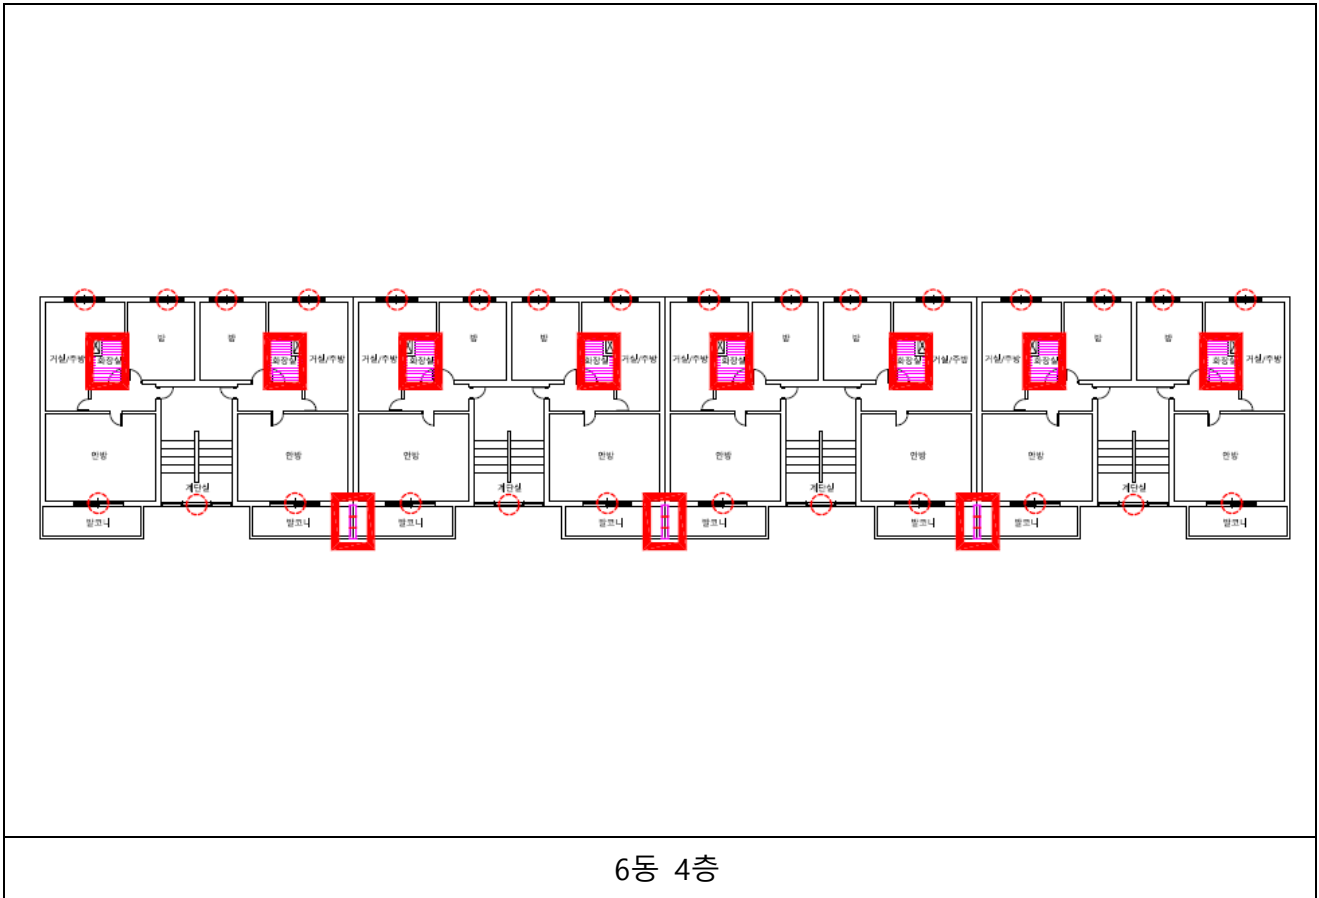 방 방 방 방 방 방 방 방
거실/주방 화장실 화장실 거실/주방 거실/주방 화장실 화장실 거실/주방 거실/주방 화장실 화장실 거실/주방 거실/주방 화장실 화장실 거실/주방
안방 안방 안방 안방 안방 안방 안방 안방
계단실 계단실 계단실 계단실
발코니 발코니 발코니 발코니 발코니 발코니 발코니 발코니
6동 4층